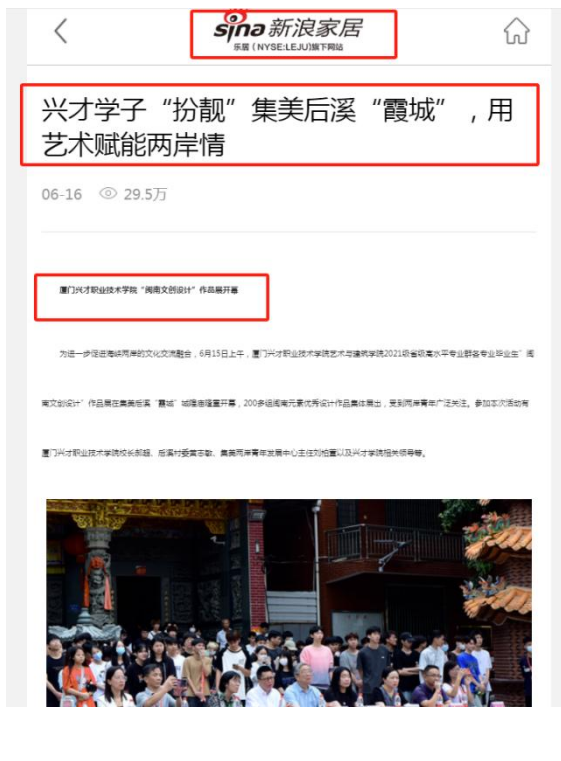 sina新浪家居
乐居(NYSE:LEJU)旗下网站
兴才学子“扮靓”集美后溪“霞城”,用
艺术赋能两岸情
06-16 29.5万
厦门兴才职业技术学院“闽南文创设计”作品展开幕
为进一步促进海峡两岸的文化交流融合,6月15日上午,厦门兴才职业技术学院艺术与建筑学院2021级省级高水平专业群各专业毕业生“闽
南文创设计”作品展在集美后溪“霞城”城隍庙隆重开幕,200多组闽南元素优秀设计作品集体展出,受到两岸青年广泛关注。参加本次活动有
厦门兴才职业技术学院校长郝超、后溪村委黄志敏、集美两岸青年发展中心主任刘柏萱以及兴才学院相关领导等。